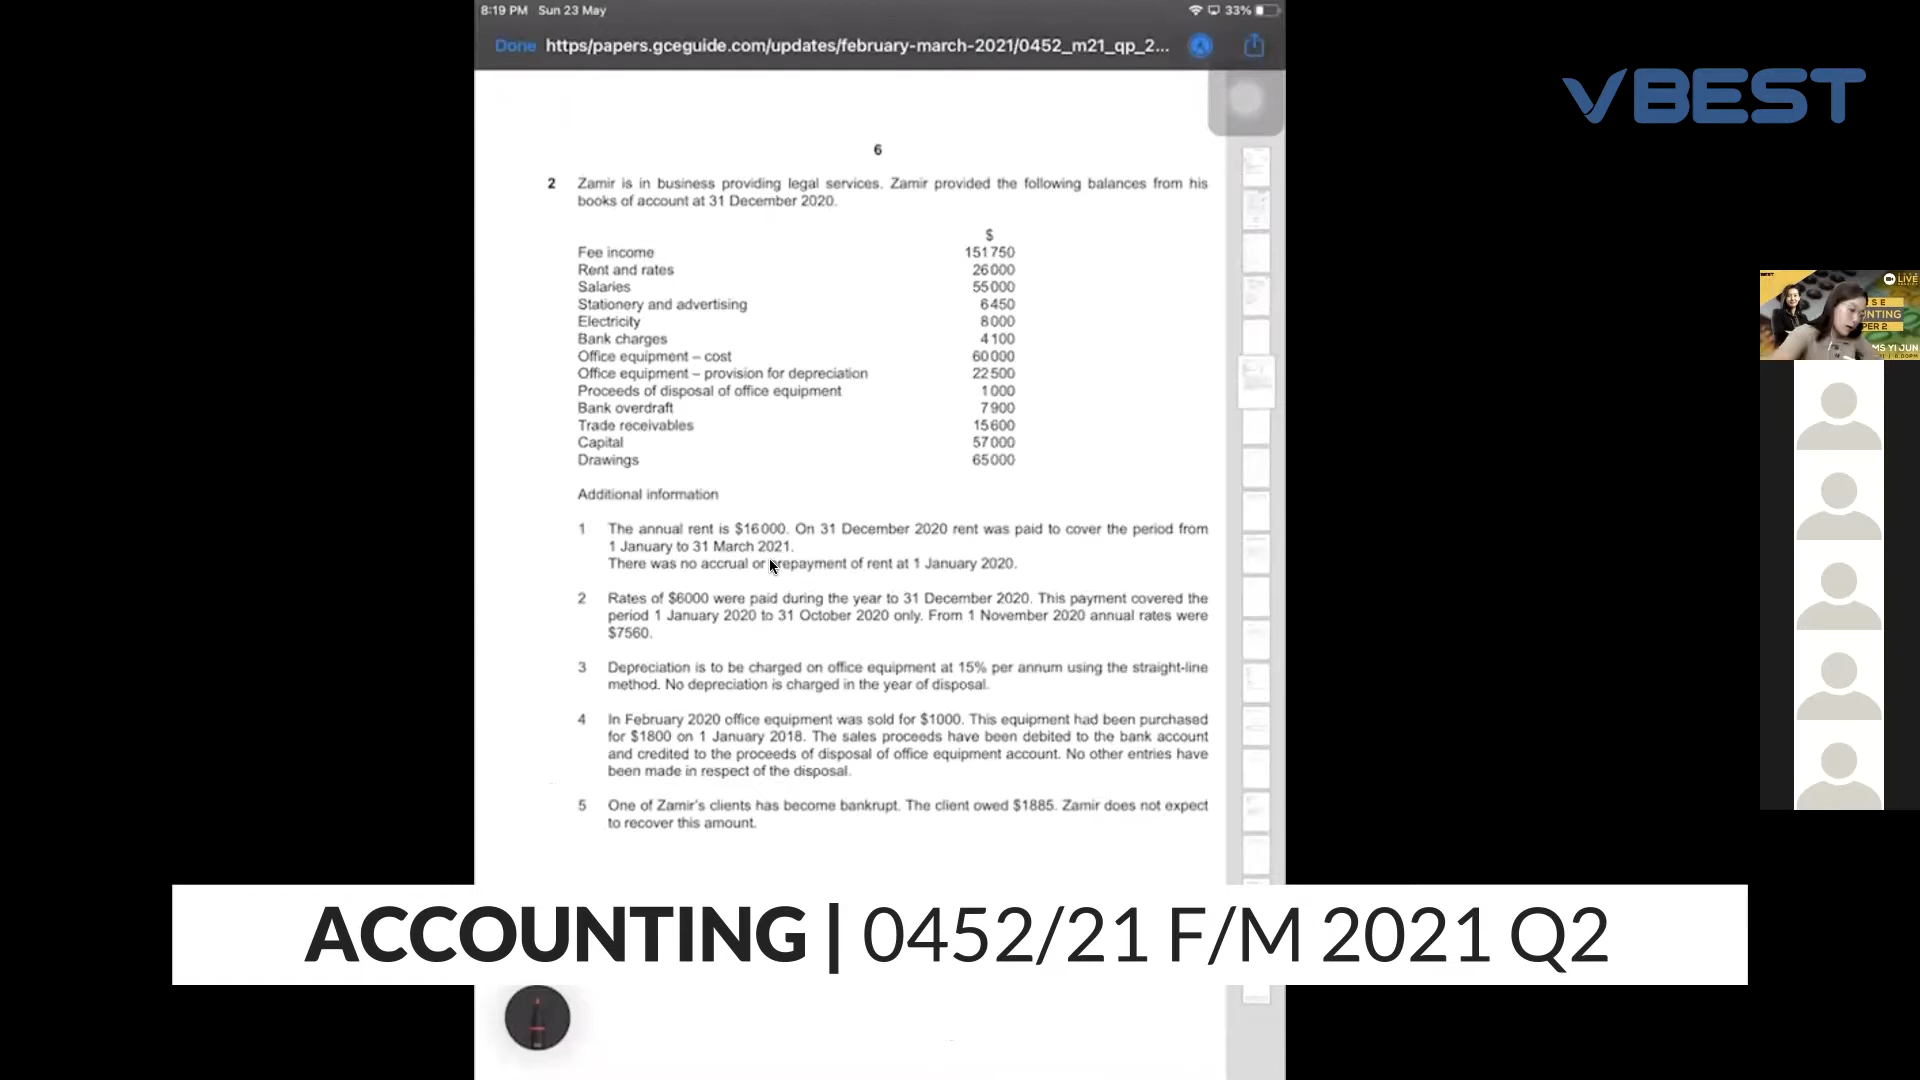 8:19 PM Sun 23 May
33%
Done https/papers.gceguide.com/updates/february-march-2021/0452_m21_qp_2...
VBEST
6
2 Zamir is in business providing legal services. Zamir provided the following balances from his
books of account at 31 December 2020.
$
Fee income 151750
Rent and rates 26000
Salaries 55000
Stationery and advertising 6450
Electricity 8000
Bank charges 4100
Office equipment – cost 60000
Office equipment – provision for depreciation 22500
Proceeds of disposal of office equipment 1000
Bank overdraft 7900
Trade receivables 15600
Capital 57000
Drawings 65000
Additional information
1 The annual rent is $16000. On 31 December 2020 rent was paid to cover the period from
1 January to 31 March 2021.
There was no accrual or prepayment of rent at 1 January 2020.
2 Rates of $6000 were paid during the year to 31 December 2020. This payment covered the
period 1 January 2020 to 31 October 2020 only. From 1 November 2020 annual rates were
$7560.
3 Depreciation is to be charged on office equipment at 15% per annum using the straight-line
method. No depreciation is charged in the year of disposal.
4 In February 2020 office equipment was sold for $1000. This equipment had been purchased
for $1800 on 1 January 2018. The sales proceeds have been debited to the bank account
and credited to the proceeds of disposal of office equipment account. No other entries have
been made in respect of the disposal.
5 One of Zamir's clients has become bankrupt. The client owed $1885. Zamir does not expect
to recover this amount.
LIVE
MS YI JUN
ACCOUNTING | 0452/21 F/M 2021 Q2